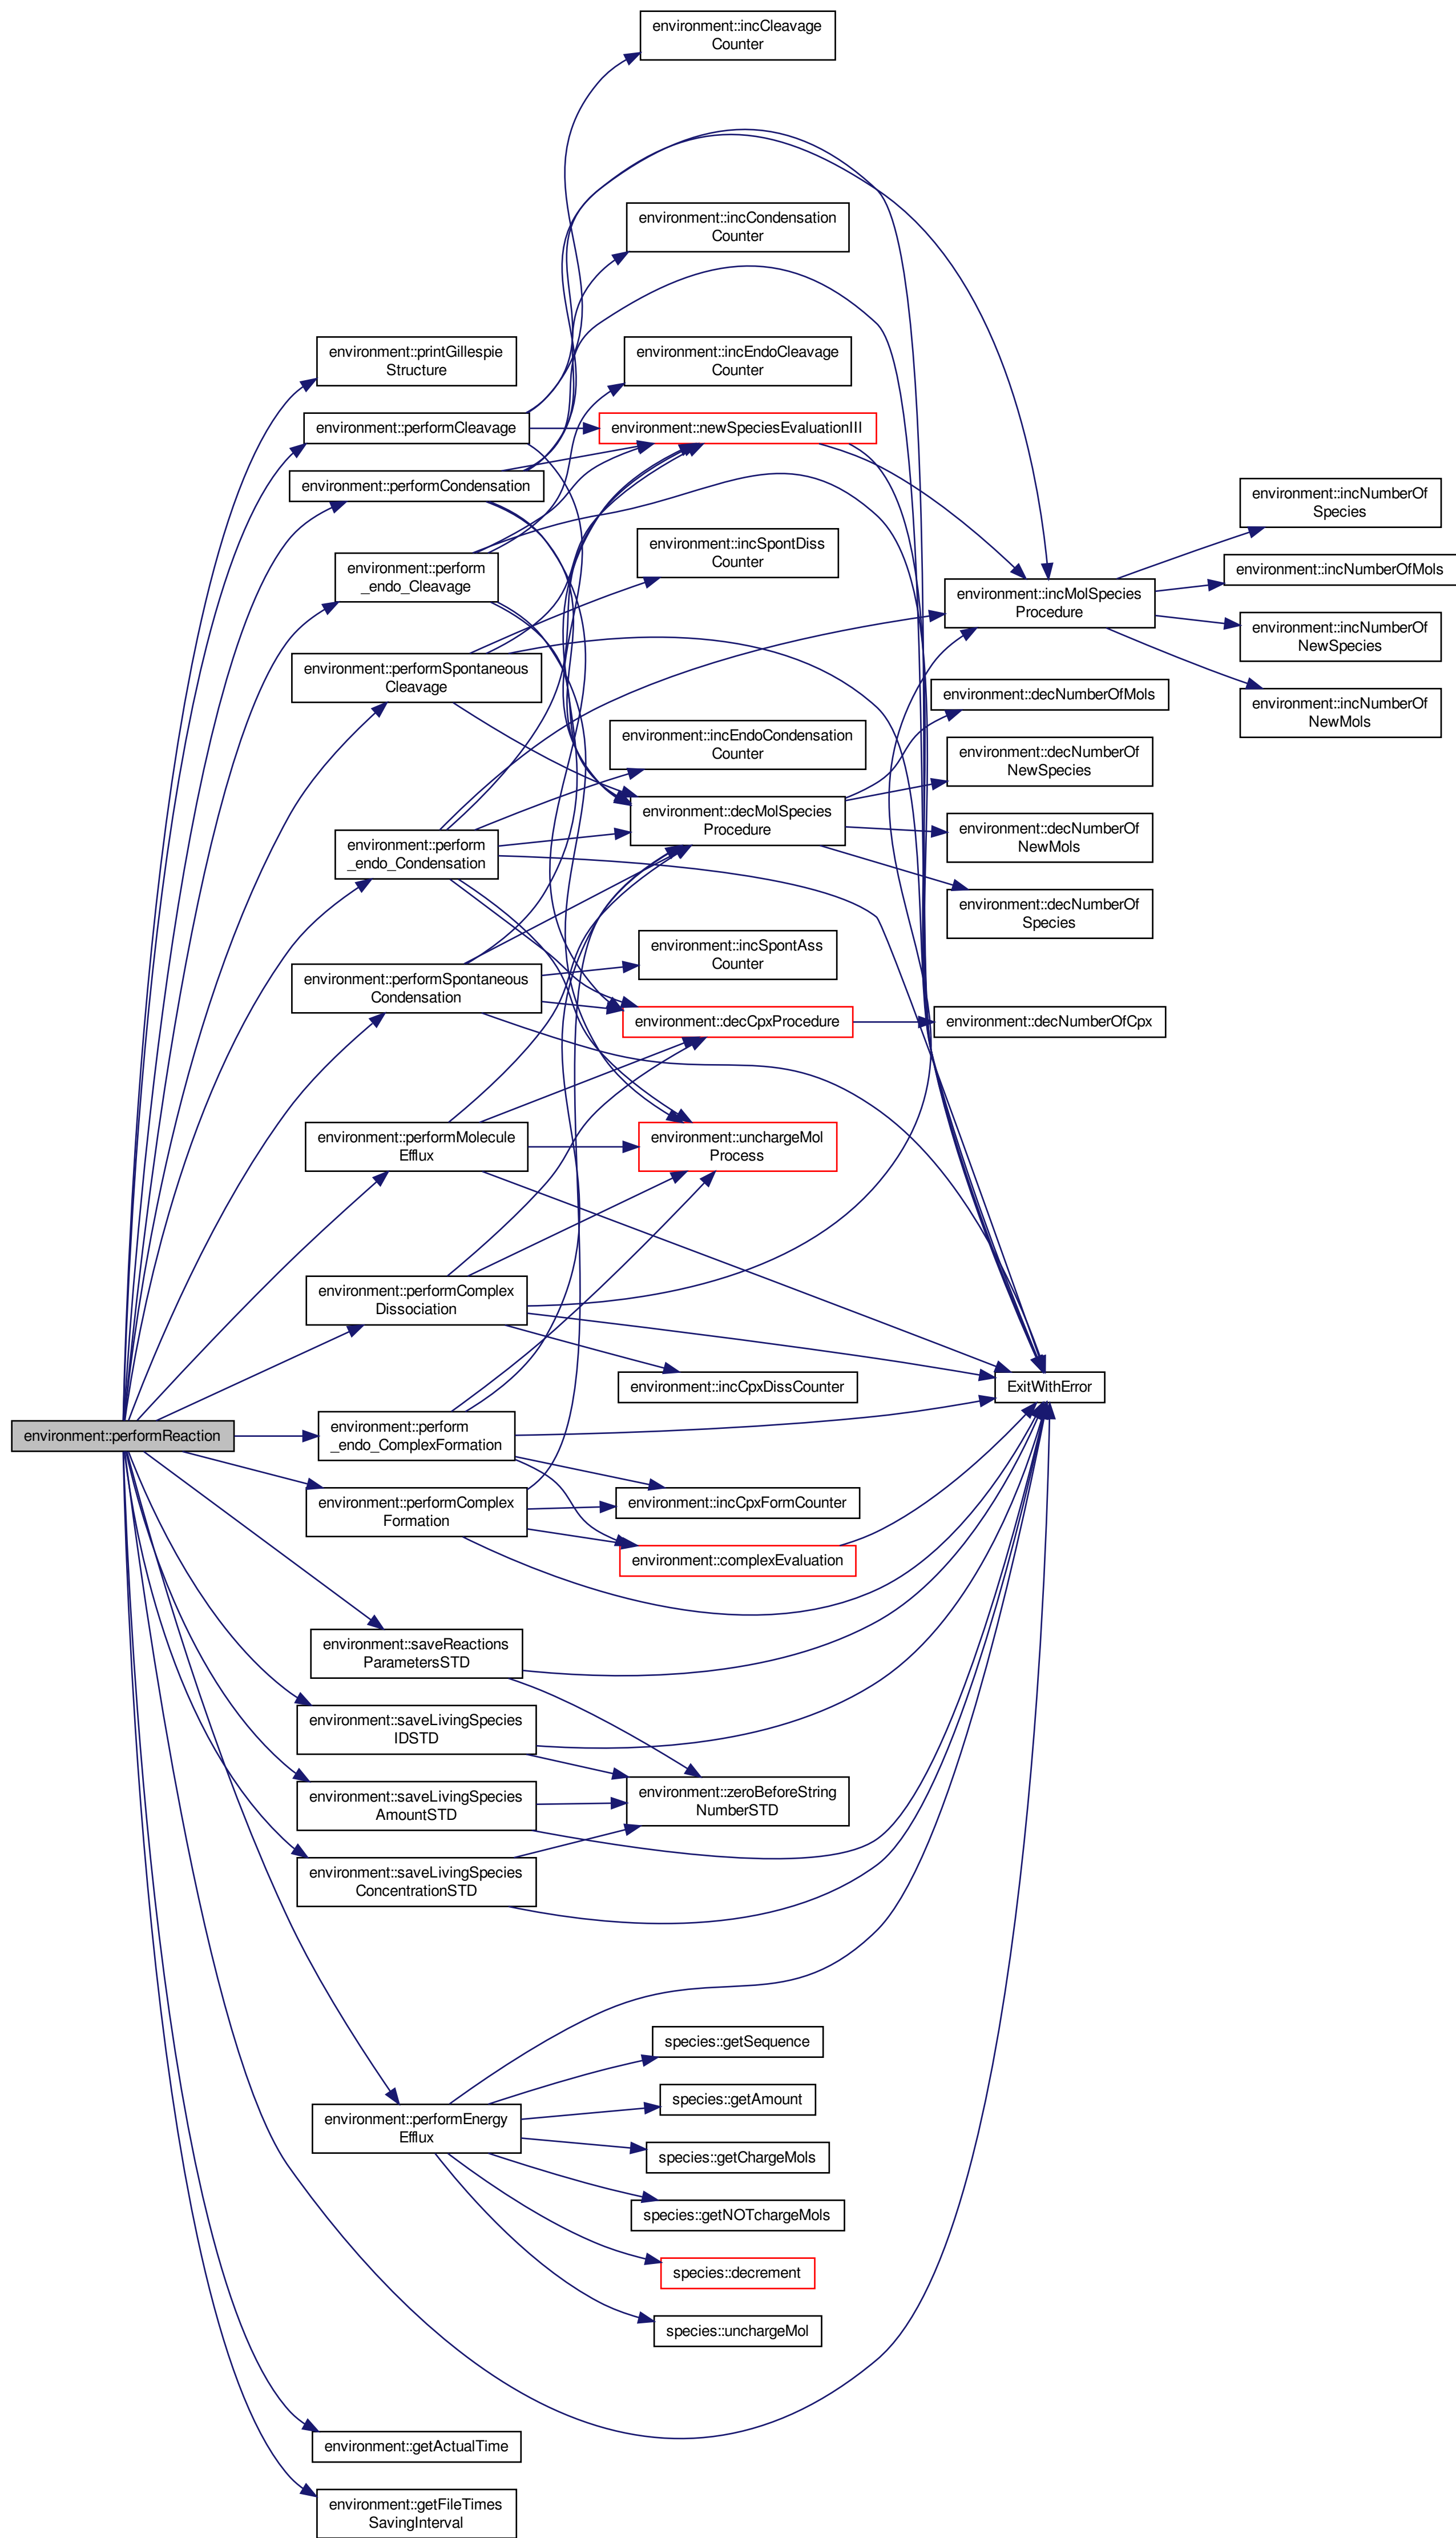 environment::incCleavage
Counter
environment::incCondensation
Counter
environment::printGillespie
Structure
environment::incEndoCleavage
Counter
environment::performCleavage
environment::newSpeciesEvaluationIII
environment::performCondensation
environment::incNumberOf
Species
environment::incSpontDiss
Counter
environment::incNumberOfMols
environment::perform
_endo_Cleavage
environment::incMolSpecies
Procedure
environment::incNumberOf
NewSpecies
environment::performSpontaneous
Cleavage
environment::decNumberOfMols
environment::incNumberOf
NewMols
environment::incEndoCondensation
Counter
environment::decNumberOf
NewSpecies
environment::decMolSpecies
Procedure
environment::decNumberOf
NewMols
environment::perform
_endo_Condensation
environment::decNumberOf
Species
environment::incSpontAss
Counter
environment::performSpontaneous
Condensation
environment::decCpxProcedure
environment::decNumberOfCpx
environment::performMolecule
Efflux
environment::unchargeMol
Process
environment::performComplex
Dissociation
environment::incCpxDissCounter
ExitWithError
environment::performReaction
environment::perform
_endo_ComplexFormation
environment::performComplex
Formation
environment::incCpxFormCounter
environment::complexEvaluation
environment::saveReactions
ParametersSTD
environment::saveLivingSpecies
IDSTD
environment::saveLivingSpecies
AmountSTD
environment::zeroBeforeString
NumberSTD
environment::saveLivingSpecies
ConcentrationSTD
species::getSequence
species::getAmount
environment::performEnergy
Efflux
species::getChargeMols
species::getNOTchargeMols
species::decrement
species::unchargeMol
environment::getActualTime
environment::getFileTimes
SavingInterval